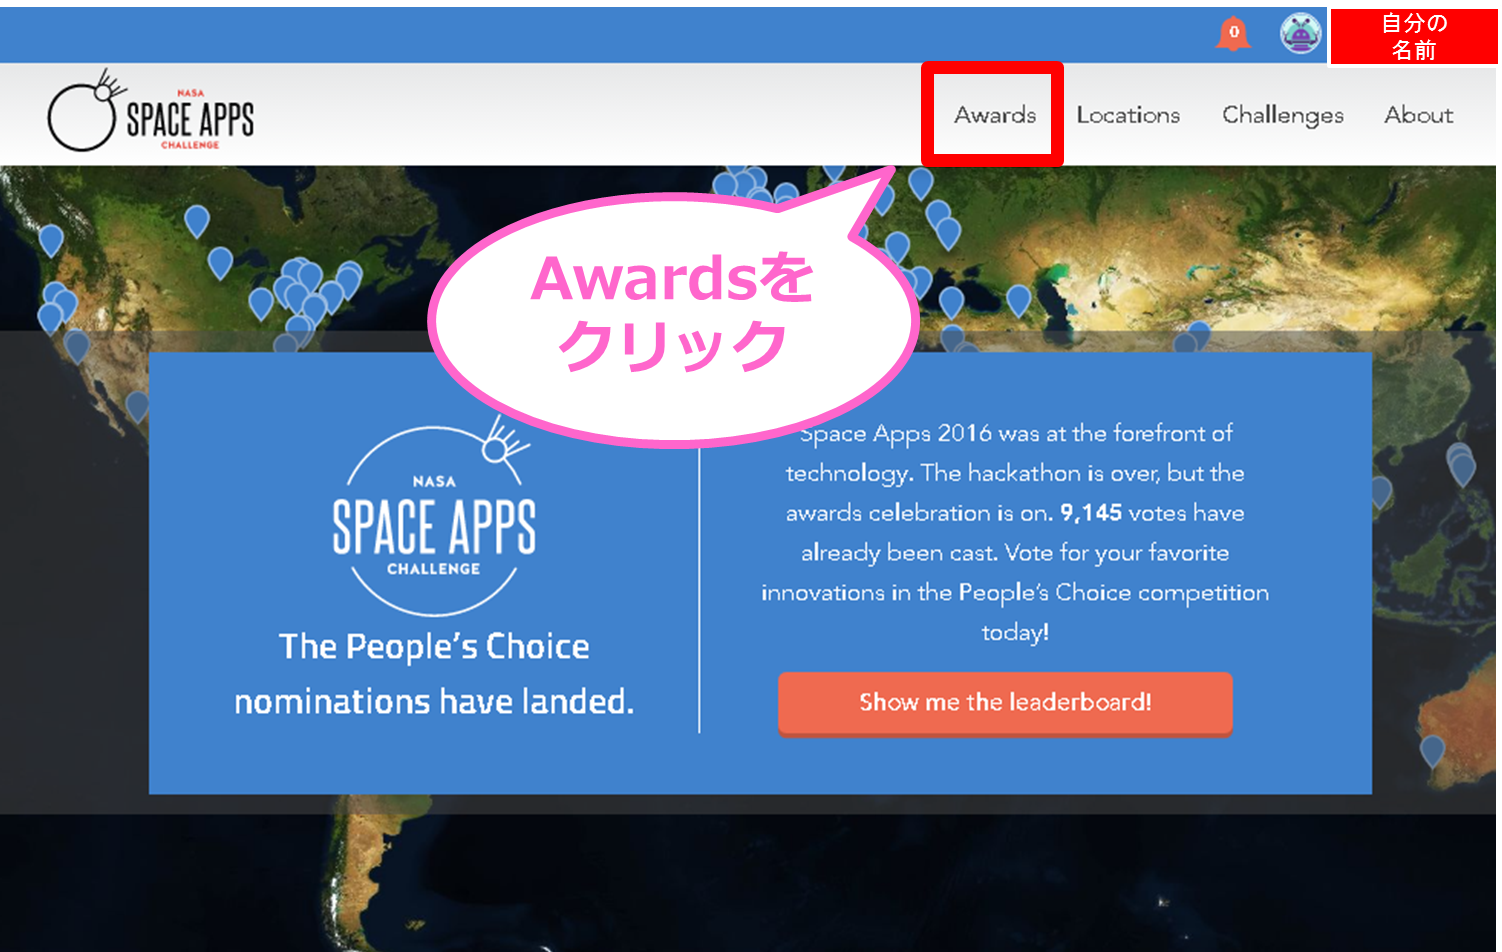 0
自分の
名前
NASA
SPACE APPS
CHALLENGE
Awards
Locations
Challenges
About
Awardsを
クリック
NASA
SPACE APPS
CHALLENGE
The People's Choice
nominations have landed.
Space Apps 2016 was at the forefront of
technology. The hackathon is over, but the
awards celebration is on. 9,145 votes have
already been cast. Vote for your favorite
innovations in the People's Choice competition
today!
Show me the leaderboard!